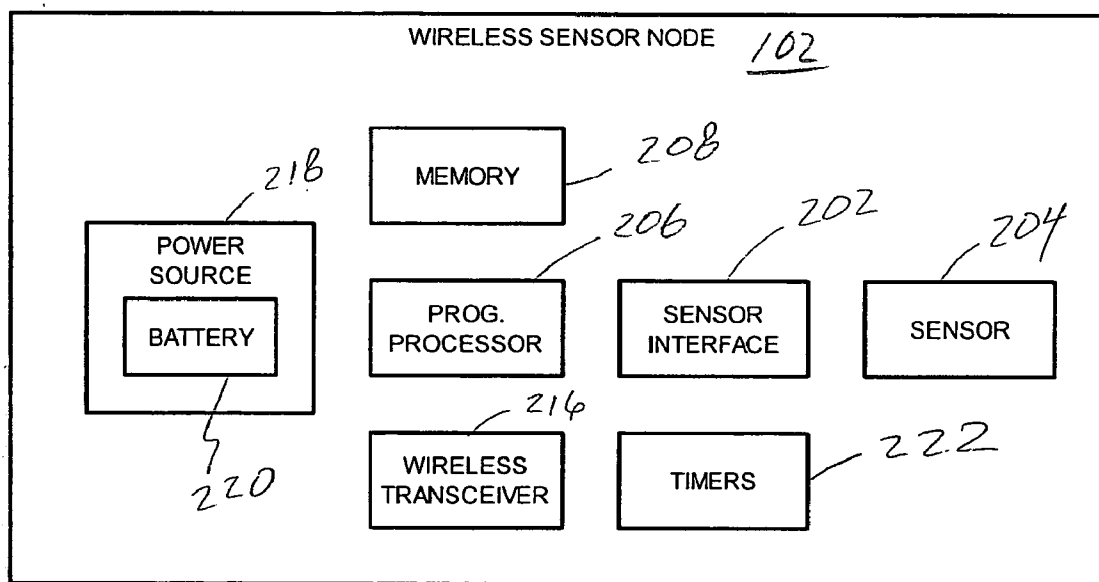 WIRELESS SENSOR NODE 102
MEMORY
208
218
POWER
SOURCE
BATTERY
220
206
PROG.
PROCESSOR
202
SENSOR
INTERFACE
204
SENSOR
216
WIRELESS
TRANSCEIVER
TIMERS
222